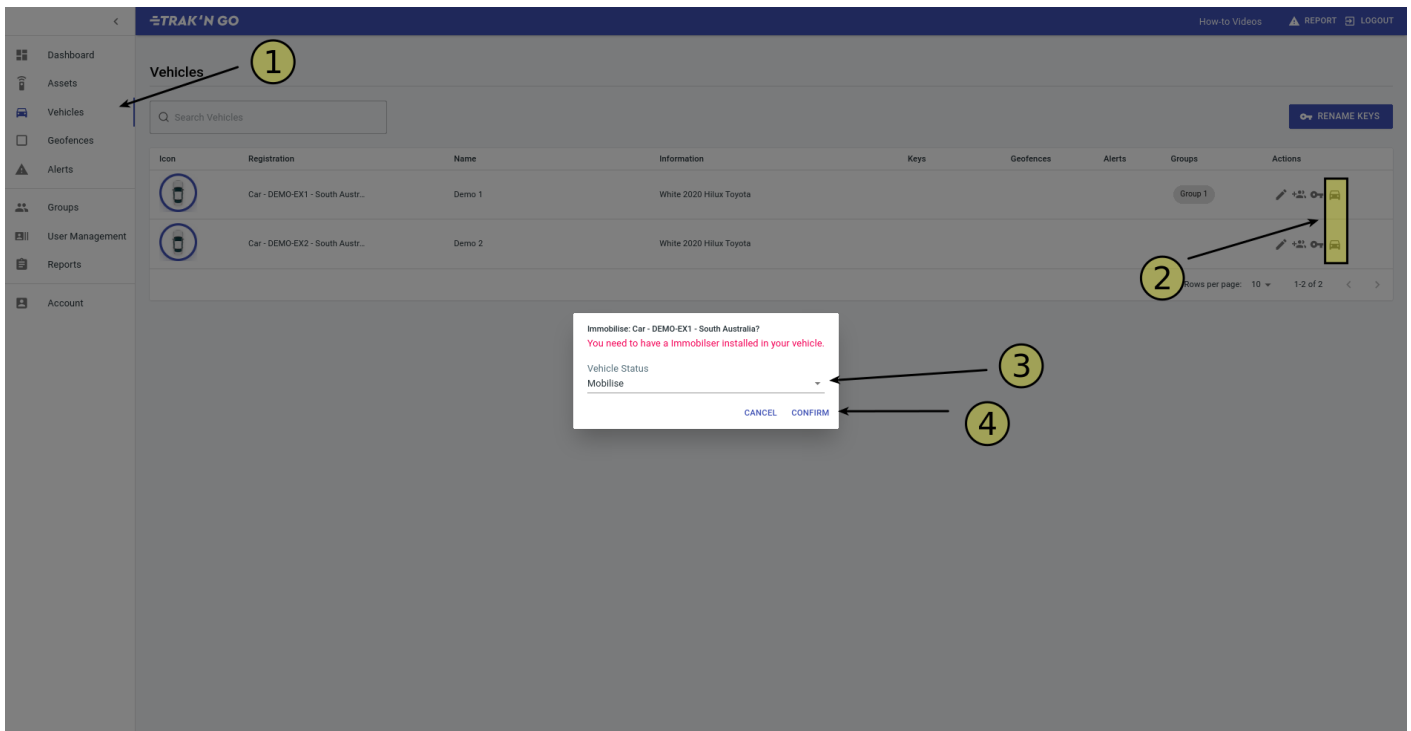 TRAK'N GO
How-to Videos
REPORT
LOGOUT
Dashboard
Assets
Vehicles
Geofences
Alerts
Groups
User Management
Reports
Account
1
Vehicles
Search Vehicles
RENAME KEYS
Icon Registration Name Information Keys Geofences Alerts Groups Actions
Car - DEMO-EX1 - South Austr... Demo 1 White 2020 Hilux Toyota Group 1
Car - DEMO-EX2 - South Austr... Demo 2 White 2020 Hilux Toyota
2
Rows per page: 10 1-2 of 2
Immobilise: Car - DEMO-EX1 - South Australia?
You need to have a Immobilser installed in your vehicle.
Vehicle Status
Mobilise
3
CANCEL CONFIRM
4